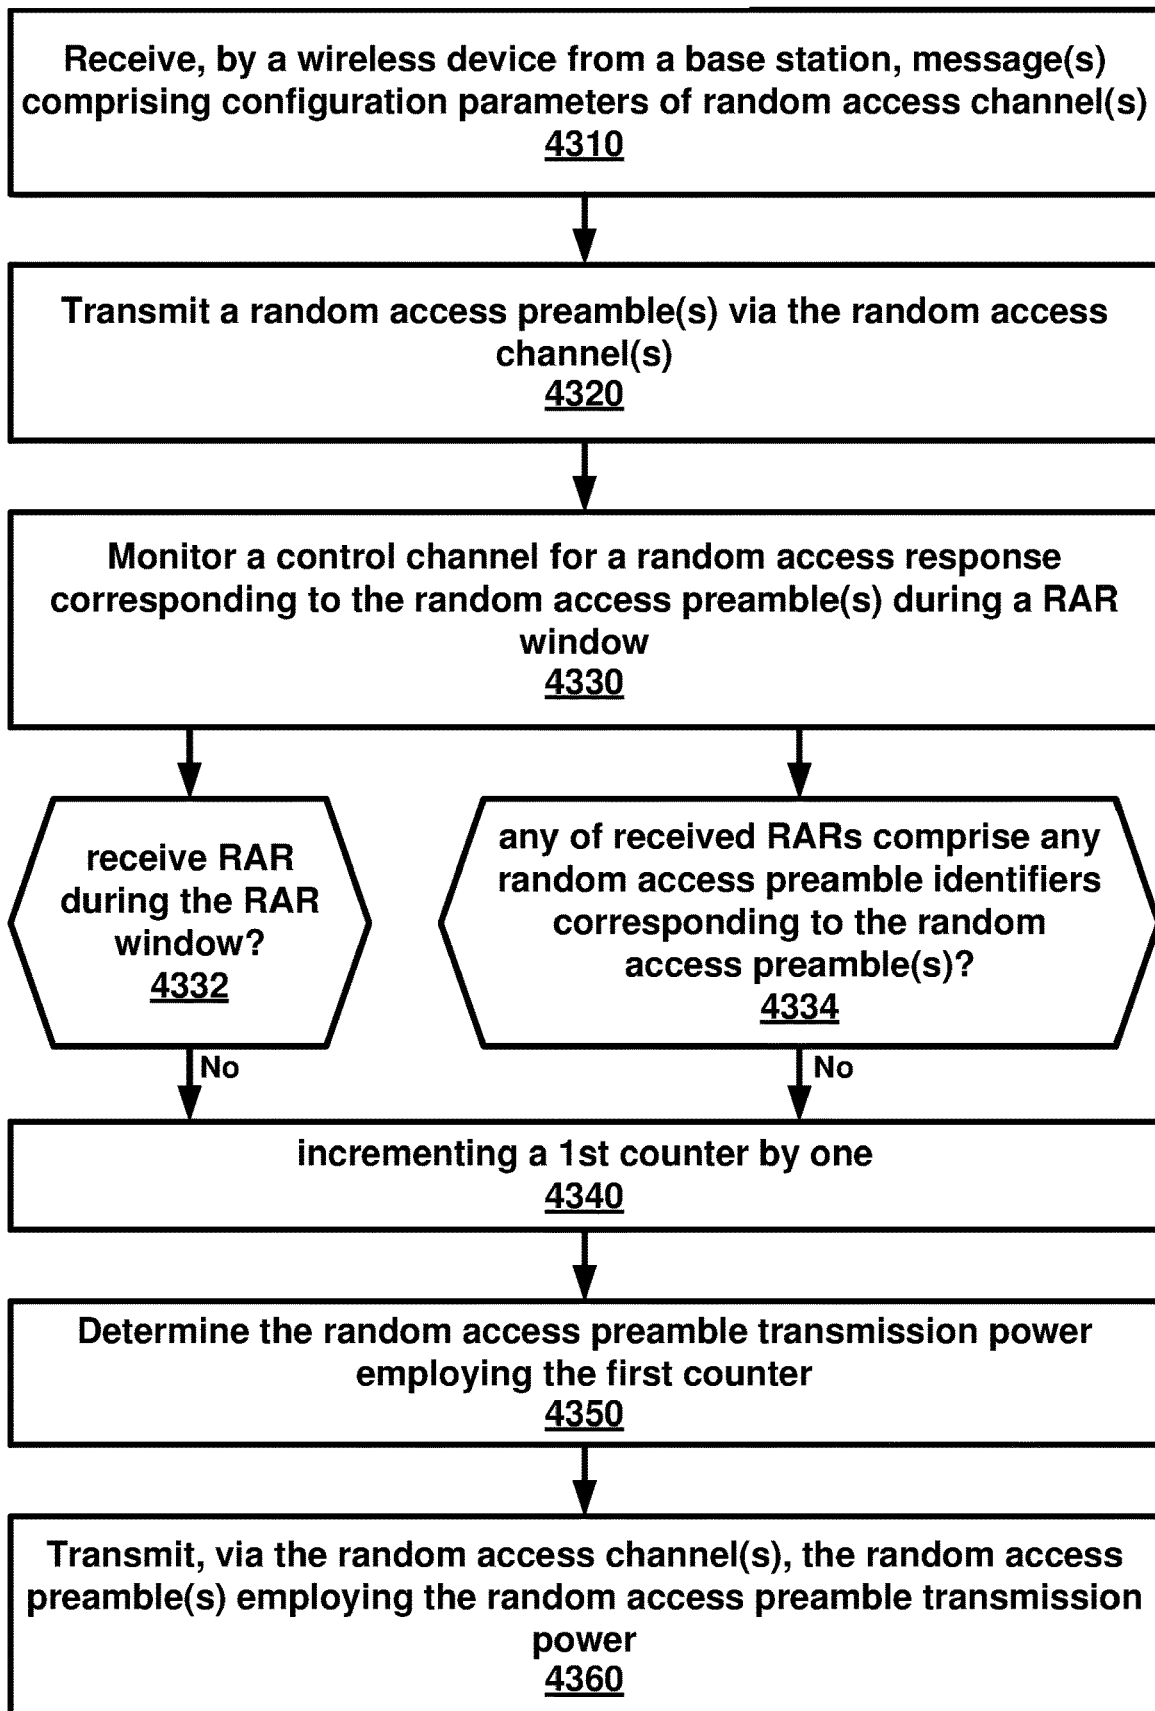 Receive, by a wireless device from a base station, message(s)
comprising configuration parameters of random access channel(s)
4310
Transmit a random access preamble(s) via the random access
channel(s)
4320
Monitor a control channel for a random access response
corresponding to the random access preamble(s) during a RAR
window
4330
receive RAR
during the RAR
window?
4332
any of received RARs comprise any
random access preamble identifiers
corresponding to the random
access preamble(s)?
4334
No
No
incrementing a 1st counter by one
4340
Determine the random access preamble transmission power
employing the first counter
4350
Transmit, via the random access channel(s), the random access
preamble(s) employing the random access preamble transmission
power
4360